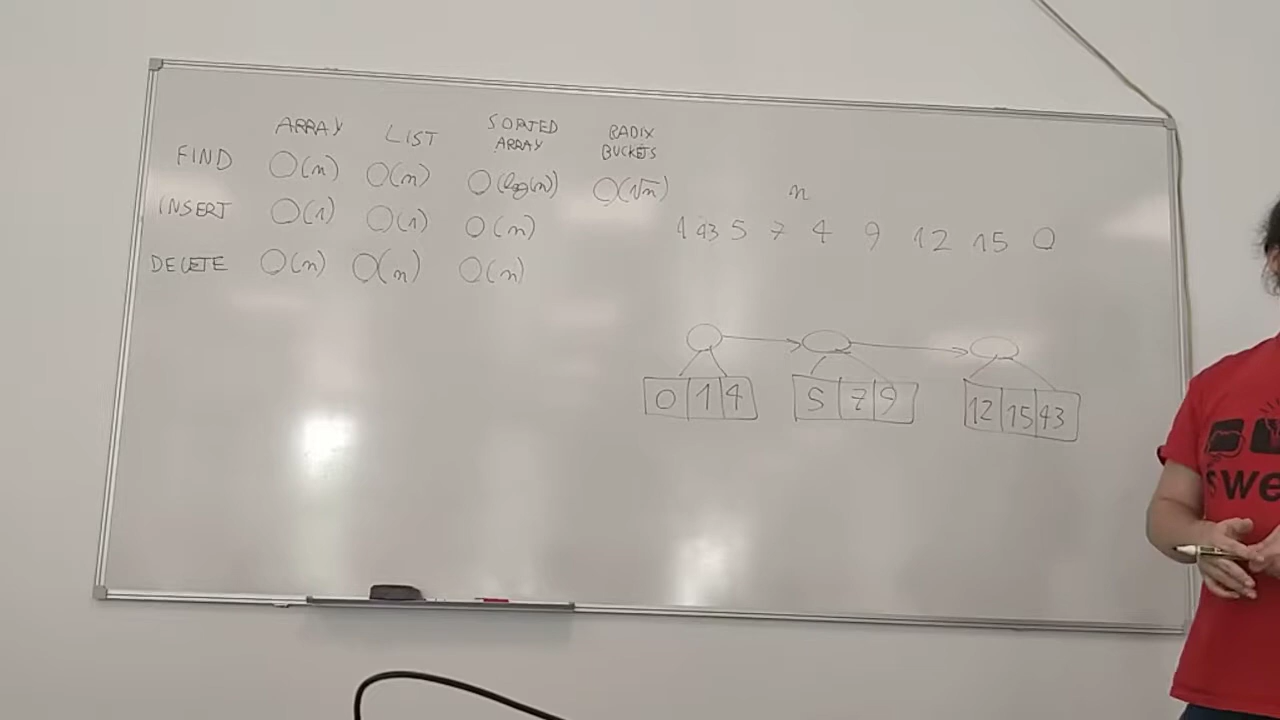 ARRAY LIST SORTED ARRAY RADIX BUCKETS
FIND O(n) O(n) O(log(n)) O(√n)
INSERT O(1) O(1) O(n)
DELETE O(n) O(n) O(n)
n
1 43 5 7 4 9 12 15 0
0 1 4 5 7 9 12 15 43
swe